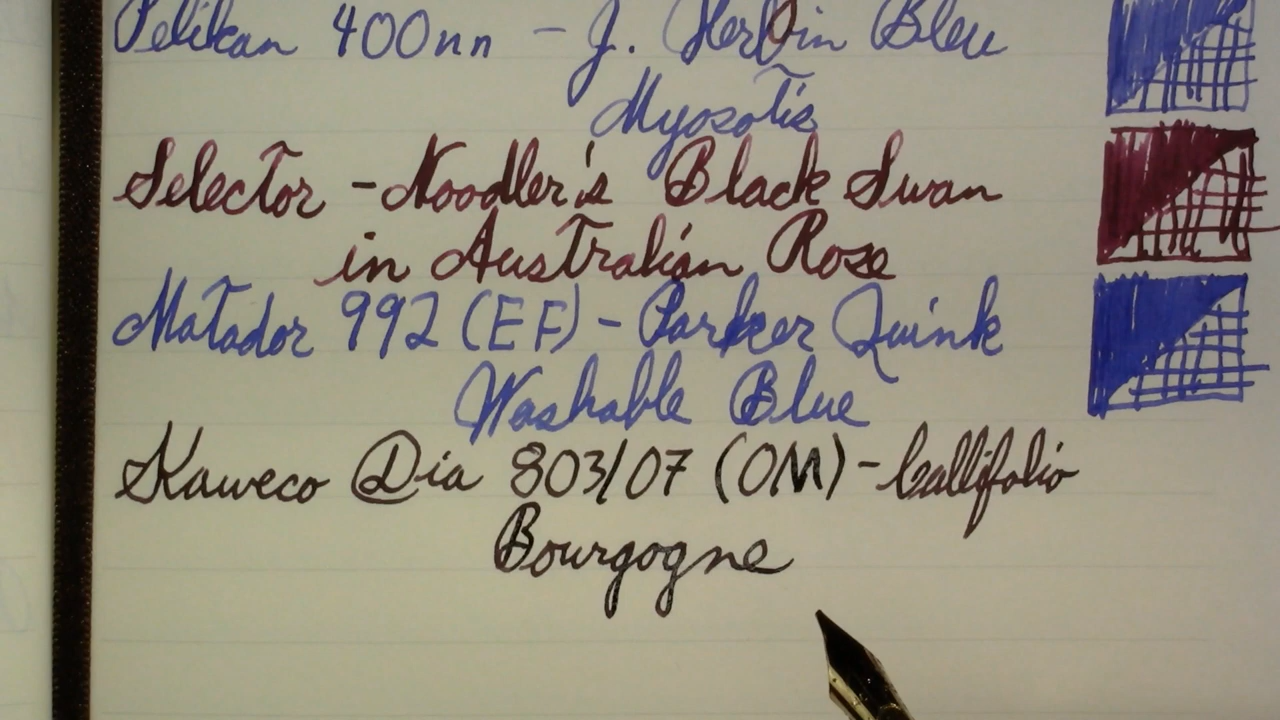 Pelikan 400nn - J. Herbin Bleu
Myosotis
Selector - Noodler's Black Swan
in Australian Rose
Matador 992 (EF) - Parker Quink
Washable Blue
Kaweco Dia 803/07 (OM) - Callifolio
Bourgogne